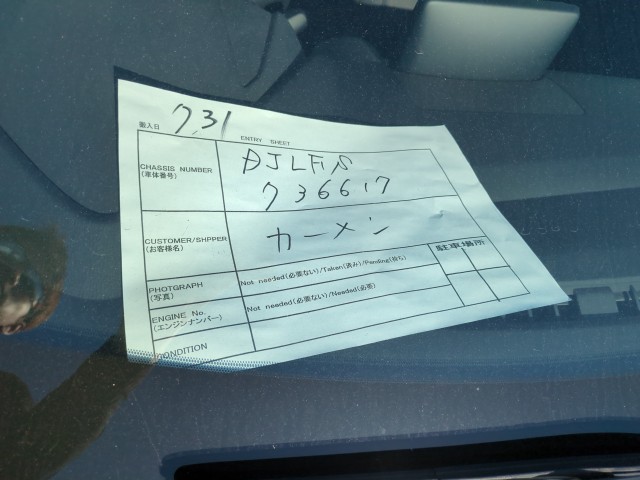 搬入日 7.31
ENTRY SHEET
CHASSIS NUMBER
(車体番号)
DJLFS
736617
CUSTOMER/SHPPER
(お客様名)
カーメン
PHOTGRAPH
(写真)
Not needed(必要ない)/Taken(済み)/Pending(待ち)
駐車場所
ENGINE No.
(エンジンナンバー)
Not needed(必要ない)/Needed(必要)
CONDITION